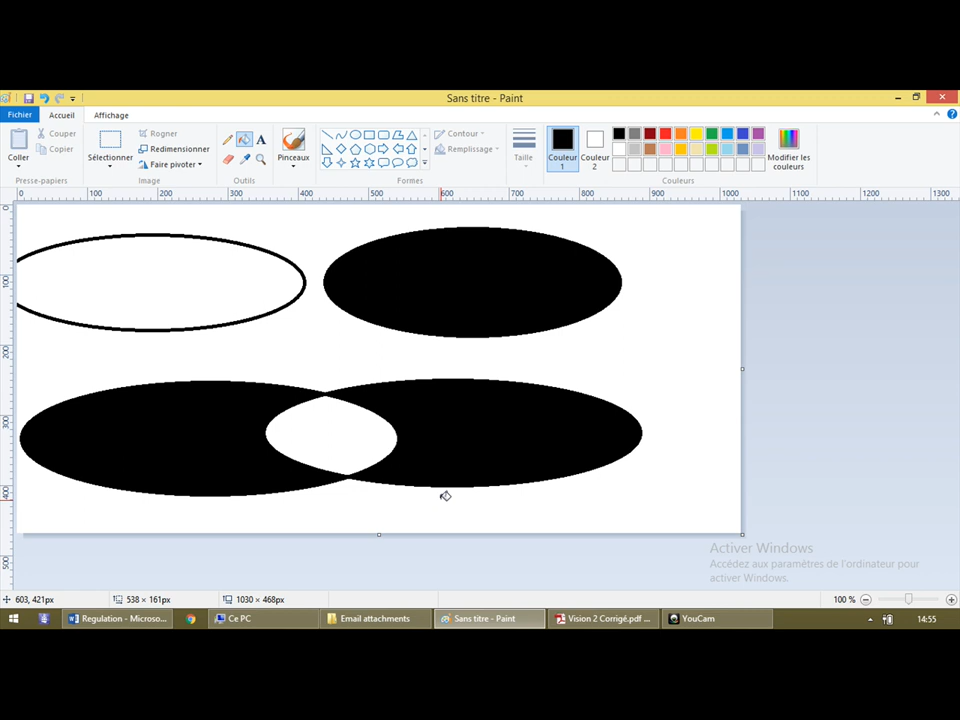 Sans titre - Paint
Fichier Accueil Affichage
Coller
Couper
Copier
Presse-papiers
Sélectionner
Rogner
Redimensionner
Faire pivoter
Image
A
Outils
Pinceaux
Contour
Remplissage
Formes
Taille
Couleur 1
Couleur 2
Couleurs
Modifier les couleurs
0 100 200 300 400 500 600 700 800 900 1000 1100 1200 1300
0
100
200
300
400
500
Activer Windows
Accédez aux paramètres de l'ordinateur pour
activer Windows.
603, 421px 538 × 161px 1030 × 468px 100 %
Regulation - Microso... Ce PC Email attachments Sans titre - Paint Vision 2 Corrigé.pdf ... YouCam 14:55